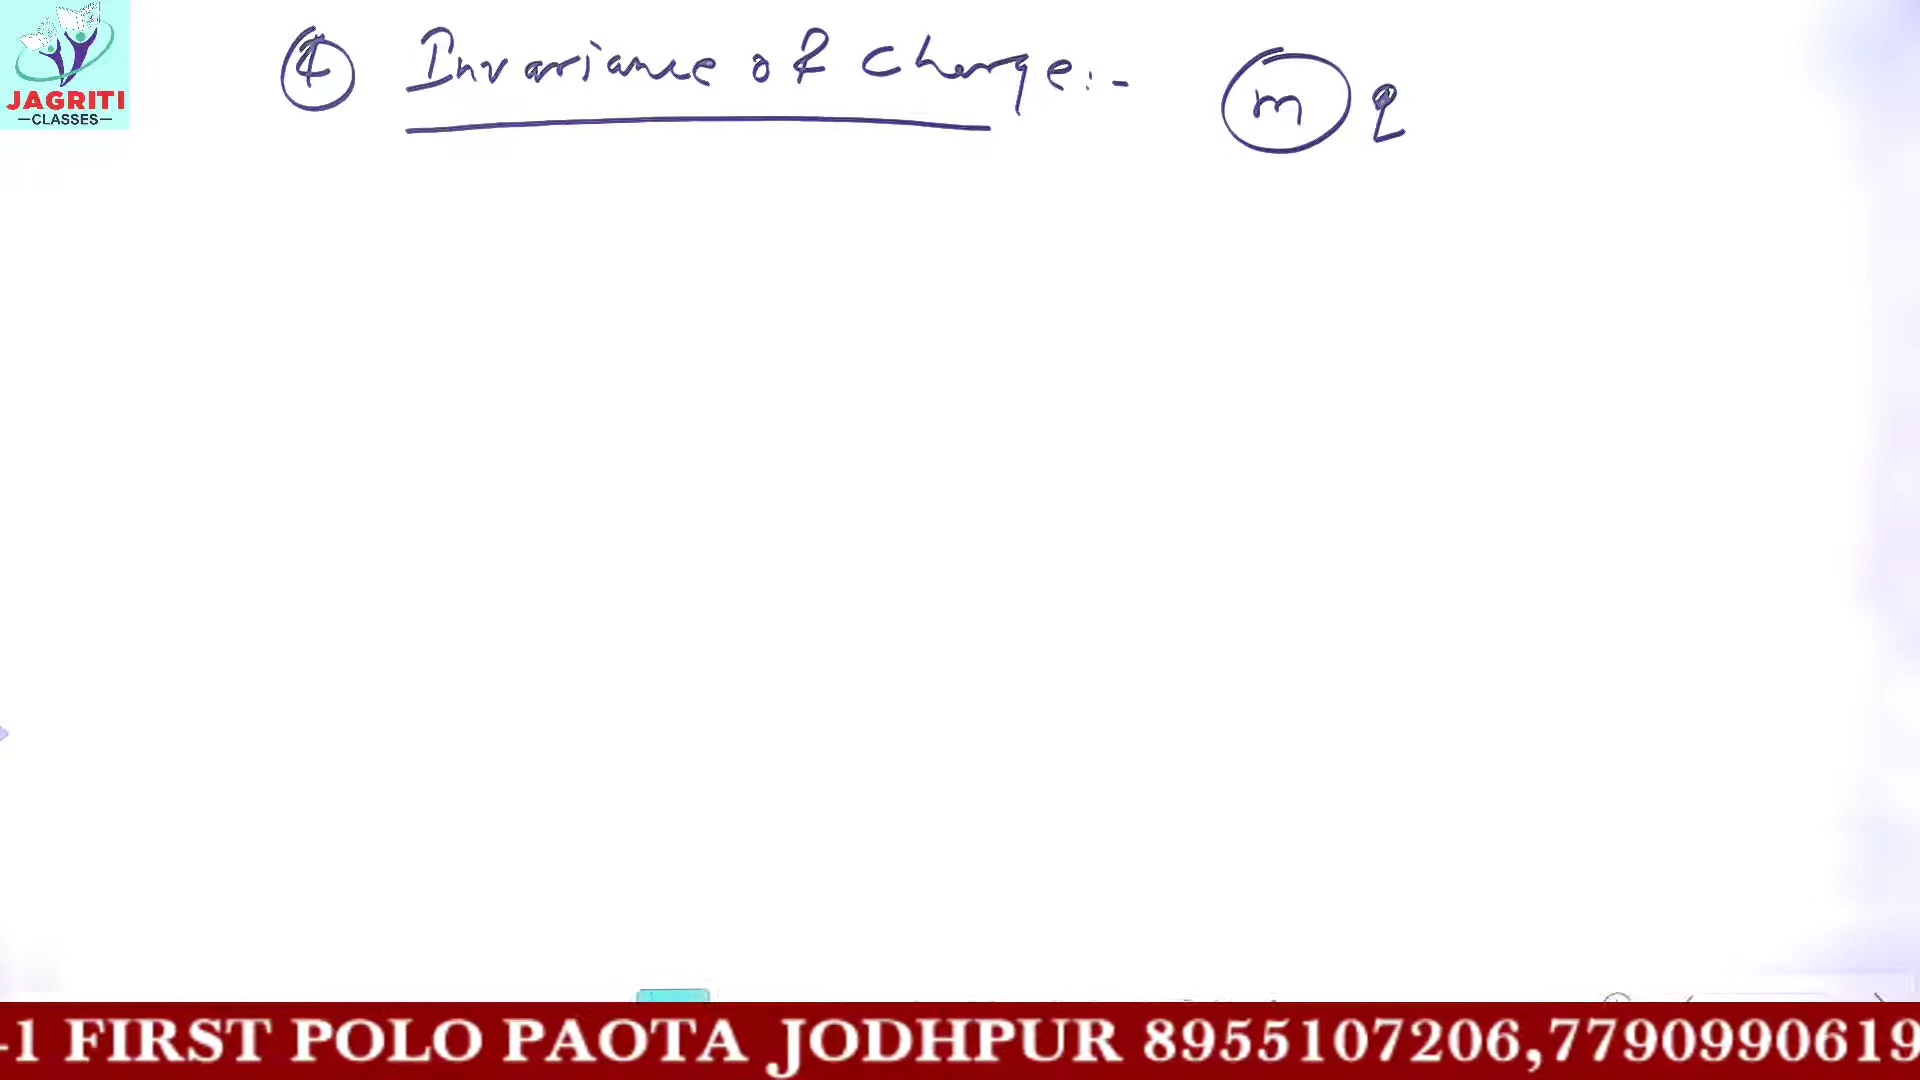 JAGRITI
—CLASSES—
④ Invariance of Charge:-
m q
-1 FIRST POLO PAOTA JODHPUR 8955107206,7790990619